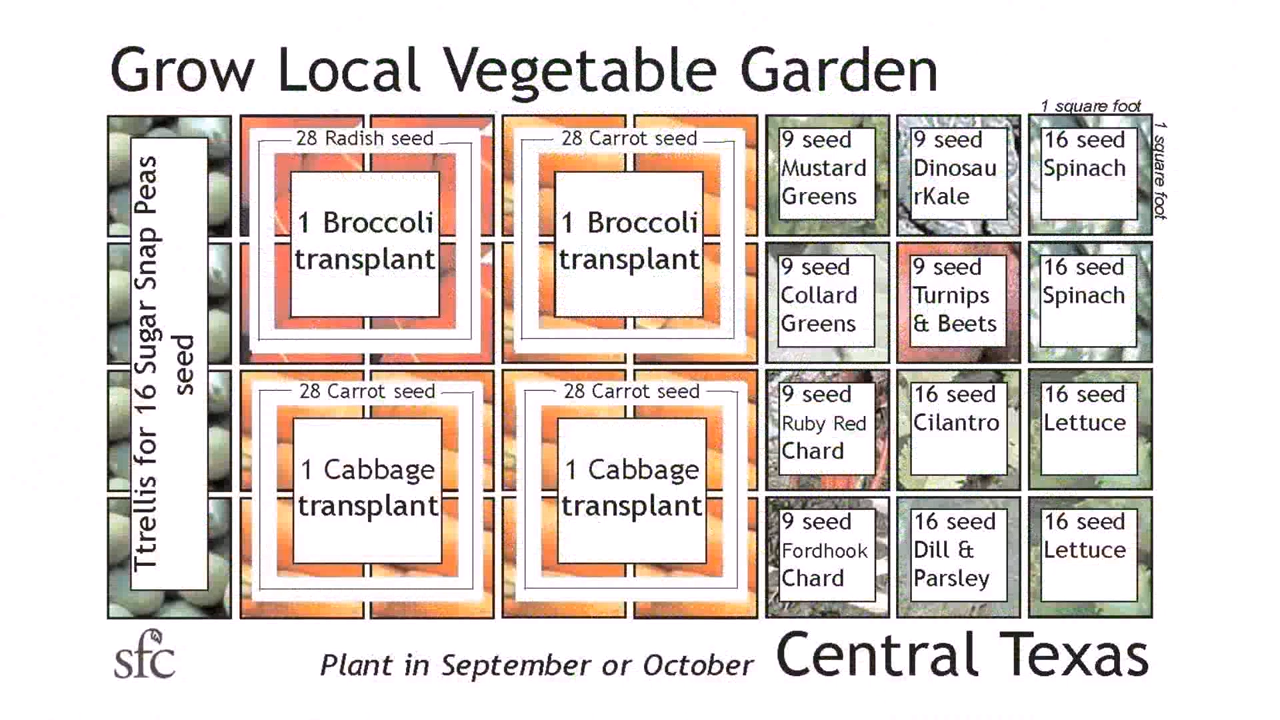 Grow Local Vegetable Garden
1 square foot
1 square foot
Ttrellis for 16 Sugar Snap Peas
seed
28 Radish seed
1 Broccoli
transplant
28 Carrot seed
1 Broccoli
transplant
9 seed
Mustard
Greens
9 seed
Dinosau
rKale
16 seed
Spinach
9 seed
Collard
Greens
9 seed
Turnips
& Beets
16 seed
Spinach
28 Carrot seed
1 Cabbage
transplant
28 Carrot seed
1 Cabbage
transplant
9 seed
Ruby Red
Chard
16 seed
Cilantro
16 seed
Lettuce
9 seed
Fordhook
Chard
16 seed
Dill &
Parsley
16 seed
Lettuce
sfc
Plant in September or October
Central Texas